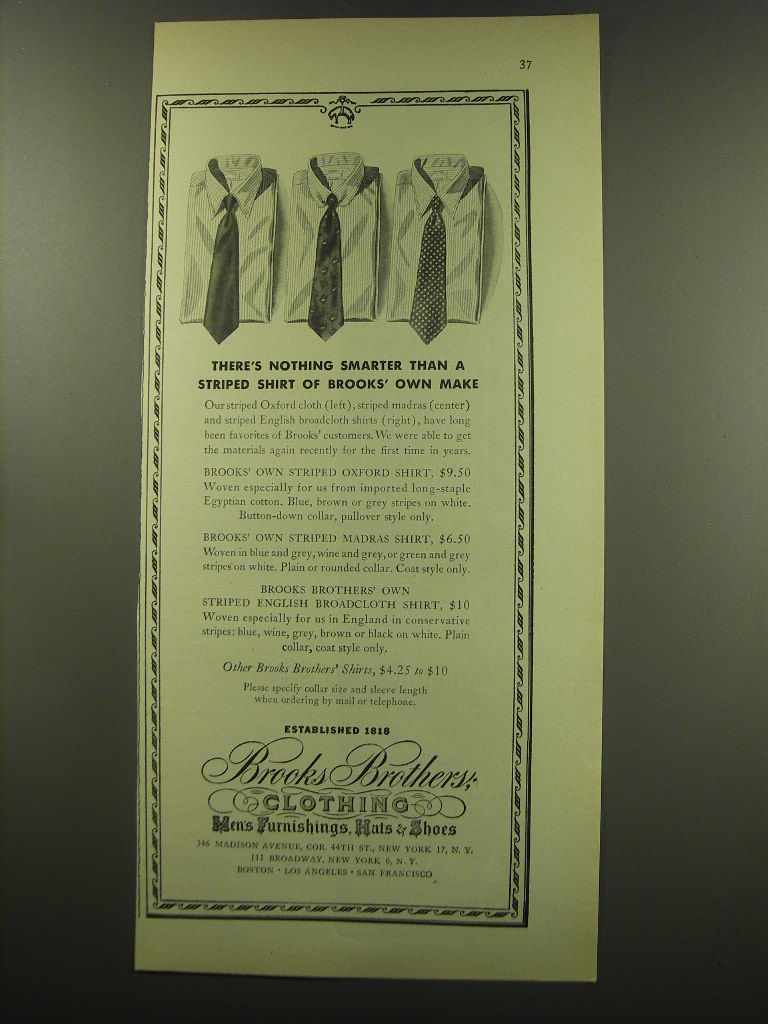 37
THERE'S NOTHING SMARTER THAN A
STRIPED SHIRT OF BROOKS' OWN MAKE
Our striped Oxford cloth (left), striped madras (center)
and striped English broadcloth shirts (right), have long
been favorites of Brooks' customers. We were able to get
the materials again recently for the first time in years.
BROOKS' OWN STRIPED OXFORD SHIRT, $9.50
Woven especially for us from imported long-staple
Egyptian cotton. Blue, brown or grey stripes on white.
Button-down collar, pullover style only.
BROOKS' OWN STRIPED MADRAS SHIRT, $6.50
Woven in blue and grey, wine and grey, or green and grey
stripes on white. Plain or rounded collar. Coat style only.
BROOKS BROTHERS' OWN
STRIPED ENGLISH BROADCLOTH SHIRT, $10
Woven especially for us in England in conservative
stripes: blue, wine, grey, brown or black on white. Plain
collar, coat style only.
Other Brooks Brothers' Shirts, $4.25 to $10
Please specify collar size and sleeve length
when ordering by mail or telephone.
ESTABLISHED 1818
Brooks Brothers,
CLOTHING
Men's Furnishings, Hats & Shoes
346 MADISON AVENUE, COR. 44TH ST., NEW YORK 17, N. Y.
111 BROADWAY, NEW YORK 6, N. Y.
BOSTON • LOS ANGELES • SAN FRANCISCO